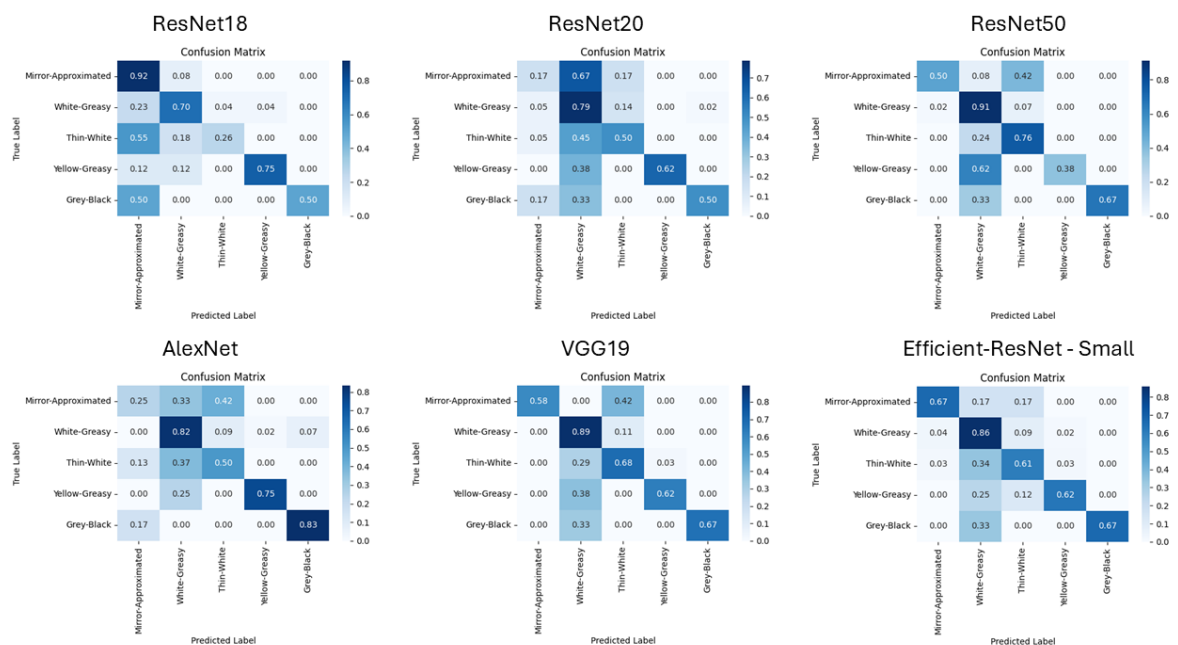 ResNet18
Confusion Matrix
True Label
Mirror-Approximated 0.92 0.08 0.00 0.00 0.00
White-Greasy 0.23 0.70 0.04 0.04 0.00
Thin-White 0.55 0.18 0.26 0.00 0.00
Yellow-Greasy 0.12 0.12 0.00 0.75 0.00
Grey-Black 0.50 0.00 0.00 0.00 0.50
0.8
0.6
0.4
0.2
0.0
Mirror-Approximated
White-Greasy
Thin-White
Yellow-Greasy
Grey-Black
Predicted Label
ResNet20
Confusion Matrix
True Label
Mirror-Approximated 0.17 0.67 0.17 0.00 0.00
White-Greasy 0.05 0.79 0.14 0.00 0.02
Thin-White 0.05 0.45 0.50 0.00 0.00
Yellow-Greasy 0.00 0.38 0.00 0.62 0.00
Grey-Black 0.17 0.33 0.00 0.00 0.50
0.7
0.6
0.5
0.4
0.3
0.2
0.1
0.0
Mirror-Approximated
White-Greasy
Thin-White
Yellow-Greasy
Grey-Black
Predicted Label
ResNet50
Confusion Matrix
True Label
Mirror-Approximated 0.50 0.08 0.42 0.00 0.00
White-Greasy 0.02 0.91 0.07 0.00 0.00
Thin-White 0.00 0.24 0.76 0.00 0.00
Yellow-Greasy 0.00 0.62 0.00 0.38 0.00
Grey-Black 0.00 0.33 0.00 0.00 0.67
0.8
0.6
0.4
0.2
0.0
Mirror-Approximated
White-Greasy
Thin-White
Yellow-Greasy
Grey-Black
Predicted Label
AlexNet
Confusion Matrix
True Label
Mirror-Approximated 0.25 0.33 0.42 0.00 0.00
White-Greasy 0.00 0.82 0.09 0.02 0.07
Thin-White 0.13 0.37 0.50 0.00 0.00
Yellow-Greasy 0.00 0.25 0.00 0.75 0.00
Grey-Black 0.17 0.00 0.00 0.00 0.83
0.8
0.7
0.6
0.5
0.4
0.3
0.2
0.1
0.0
Mirror-Approximated
White-Greasy
Thin-White
Yellow-Greasy
Grey-Black
Predicted Label
VGG19
Confusion Matrix
True Label
Mirror-Approximated 0.58 0.00 0.42 0.00 0.00
White-Greasy 0.00 0.89 0.11 0.00 0.00
Thin-White 0.00 0.29 0.68 0.03 0.00
Yellow-Greasy 0.00 0.38 0.00 0.62 0.00
Grey-Black 0.00 0.33 0.00 0.00 0.67
0.8
0.7
0.6
0.5
0.4
0.3
0.2
0.1
0.0
Mirror-Approximated
White-Greasy
Thin-White
Yellow-Greasy
Grey-Black
Predicted Label
Efficient-ResNet - Small
Confusion Matrix
True Label
Mirror-Approximated 0.67 0.17 0.17 0.00 0.00
White-Greasy 0.04 0.86 0.09 0.02 0.00
Thin-White 0.03 0.34 0.61 0.03 0.00
Yellow-Greasy 0.00 0.25 0.12 0.62 0.00
Grey-Black 0.00 0.33 0.00 0.00 0.67
0.8
0.7
0.6
0.5
0.4
0.3
0.2
0.1
0.0
Mirror-Approximated
White-Greasy
Thin-White
Yellow-Greasy
Grey-Black
Predicted Label